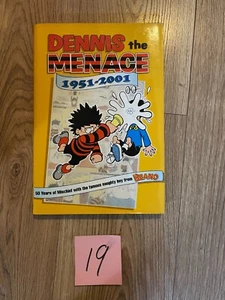 DENNIS the
MENACE
1951-2001
50 Years of Mischief with the famous naughty boy from BEANO
19